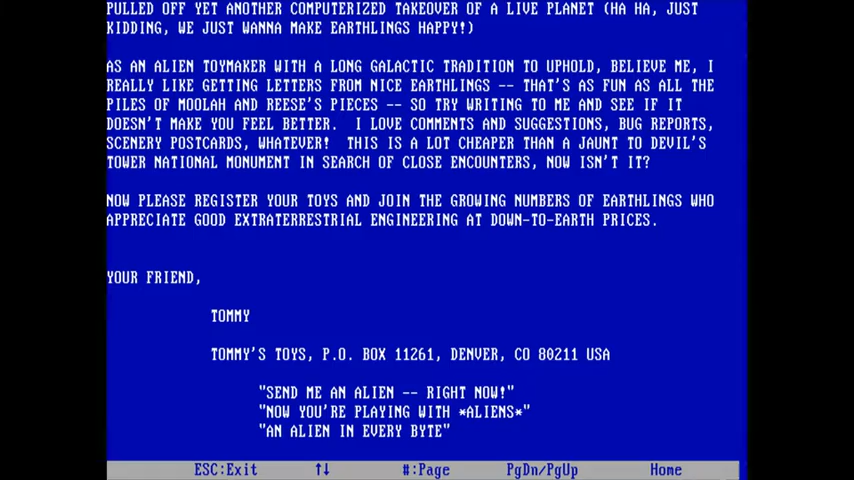 PULLED OFF YET ANOTHER COMPUTERIZED TAKEOVER OF A LIVE PLANET (HA HA, JUST
KIDDING, WE JUST WANNA MAKE EARTHLINGS HAPPY!)
AS AN ALIEN TOYMAKER WITH A LONG GALACTIC TRADITION TO UPHOLD, BELIEVE ME, I
REALLY LIKE GETTING LETTERS FROM NICE EARTHLINGS -- THAT'S AS FUN AS ALL THE
PILES OF MOOLAH AND REESE'S PIECES -- SO TRY WRITING TO ME AND SEE IF IT
DOESN'T MAKE YOU FEEL BETTER.  I LOVE COMMENTS AND SUGGESTIONS, BUG REPORTS,
SCENERY POSTCARDS, WHATEVER!  THIS IS A LOT CHEAPER THAN A JAUNT TO DEVIL'S
TOWER NATIONAL MONUMENT IN SEARCH OF CLOSE ENCOUNTERS, NOW ISN'T IT?
NOW PLEASE REGISTER YOUR TOYS AND JOIN THE GROWING NUMBERS OF EARTHLINGS WHO
APPRECIATE GOOD EXTRATERRESTRIAL ENGINEERING AT DOWN-TO-EARTH PRICES.
YOUR FRIEND,
TOMMY
TOMMY'S TOYS, P.O. BOX 11261, DENVER, CO 80211 USA
"SEND ME AN ALIEN -- RIGHT NOW!"
"NOW YOU'RE PLAYING WITH *ALIENS*"
"AN ALIEN IN EVERY BYTE"
ESC:Exit ↑↓ #:Page PgDn/PgUp Home